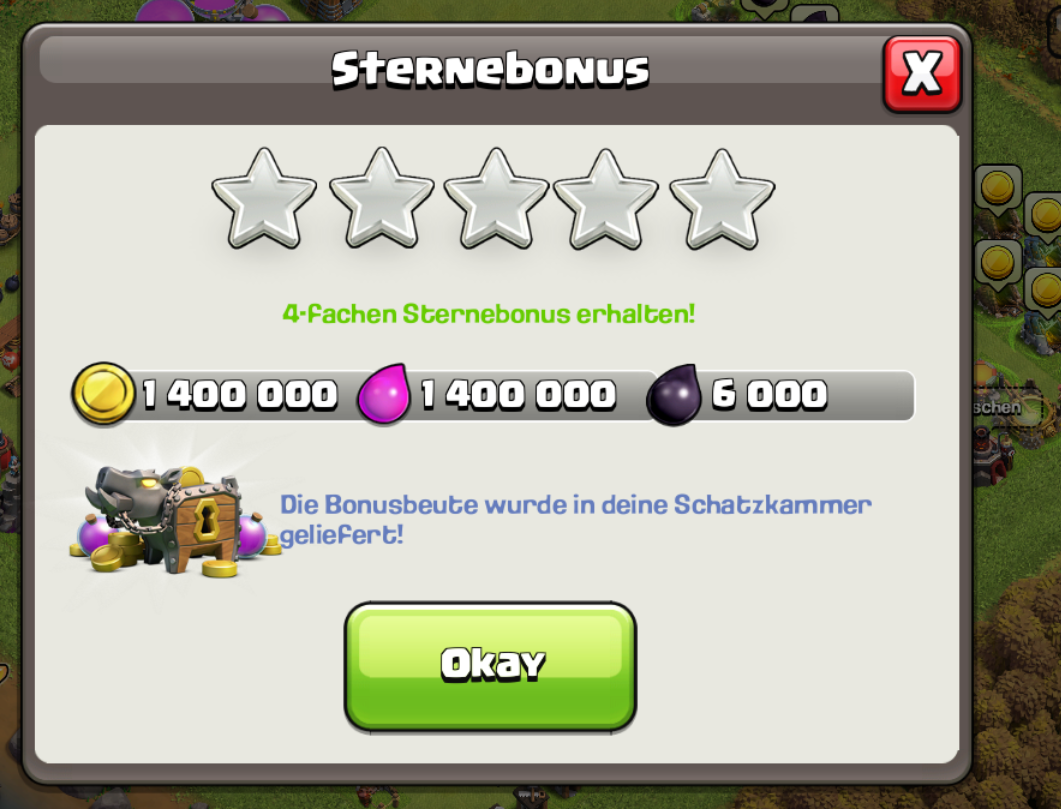 Sternebonus
X
4-fachen Sternebonus erhalten!
1 400 000 1 400 000 6 000
Die Bonusbeute wurde in deine Schatzkammer
geliefert!
schen
Okay